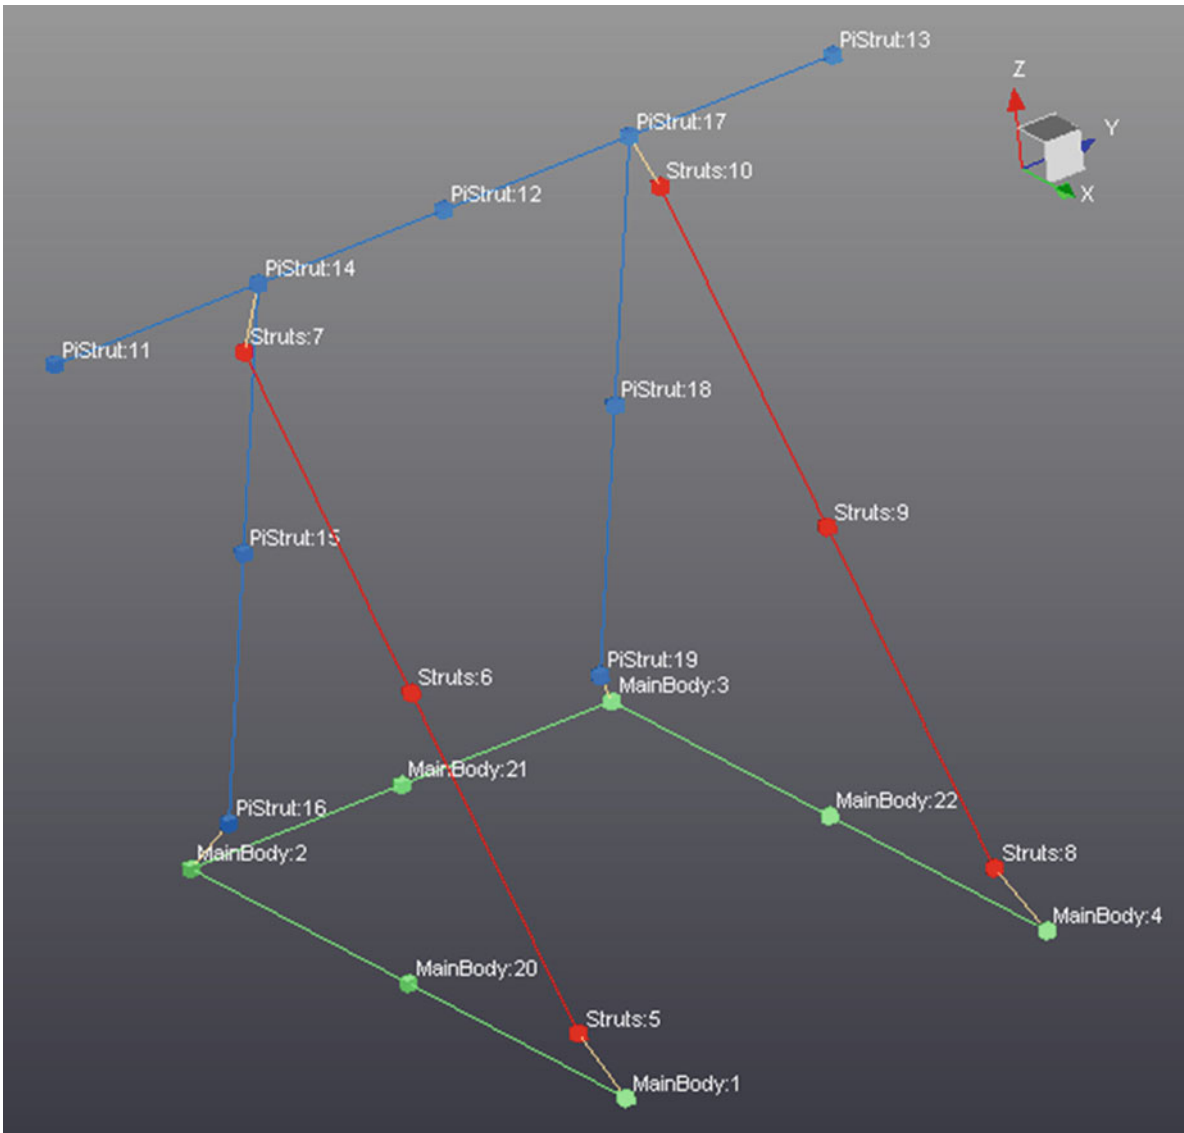 PiStrut:13
Z
PiStrut:17
Y
Struts:10
PiStrut:12
X
PiStrut:14
Struts:7
PiStrut:11
PiStrut:18
Struts:9
PiStrut:15
PiStrut:19
Struts:6
MainBody:3
MainBody:21
MainBody:22
PiStrut:16
MainBody:2
Struts:8
MainBody:4
MainBody:20
Struts:5
MainBody:1